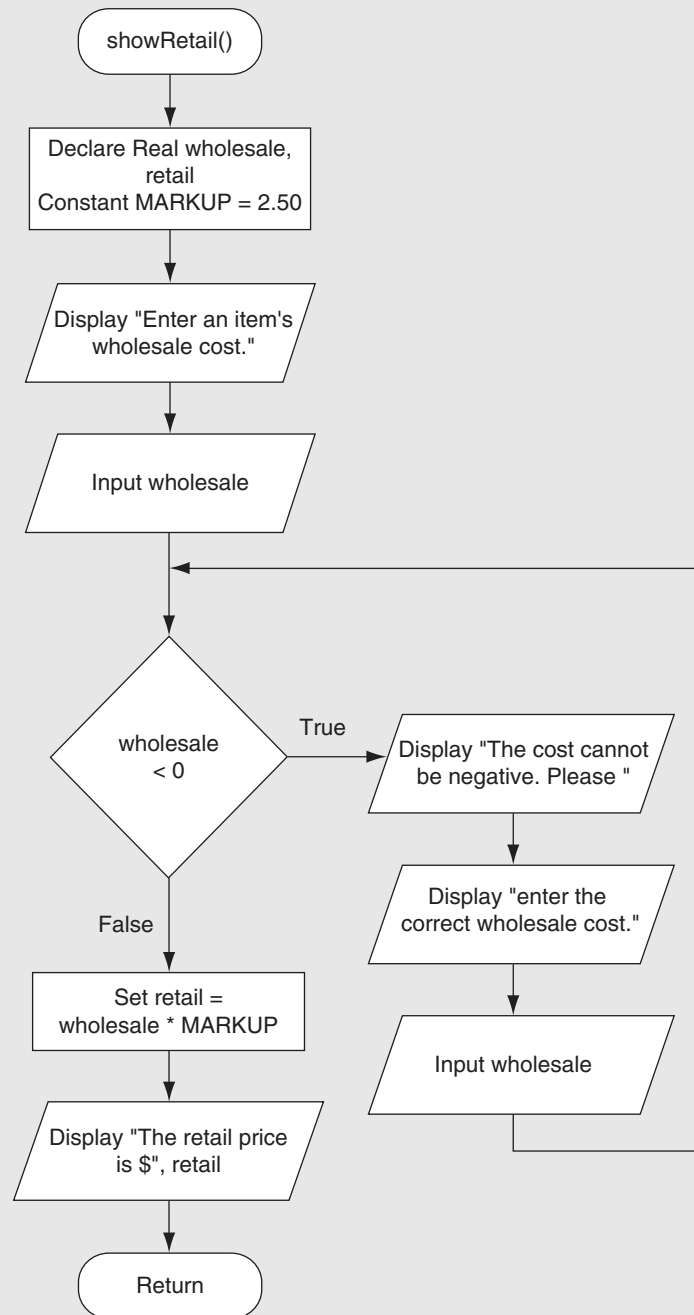 showRetail()
Declare Real wholesale,
retail
Constant MARKUP = 2.50
Display "Enter an item's
wholesale cost."
Input wholesale
wholesale
< 0
True
Display "The cost cannot
be negative. Please "
Display "enter the
correct wholesale cost."
Input wholesale
False
Set retail =
wholesale * MARKUP
Display "The retail price
is $", retail
Return